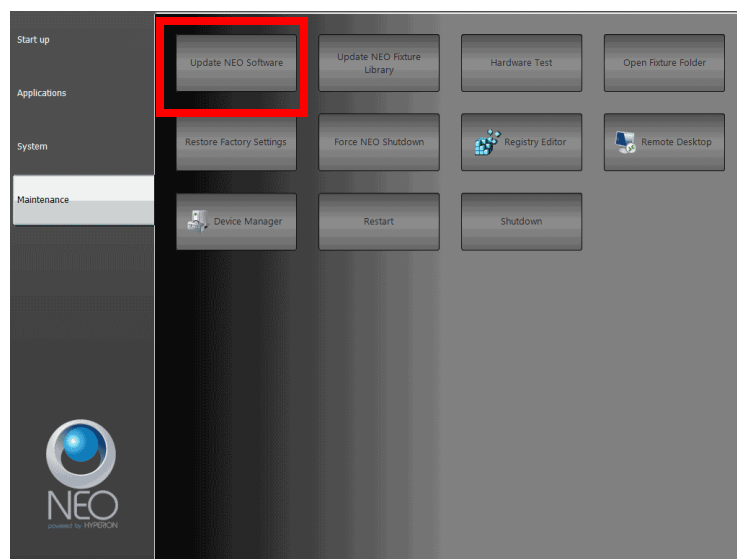 Start up
Applications
System
Maintenance
Update NEO Software
Update NEO Fixture
Library
Hardware Test
Open Fixture Folder
Restore Factory Settings
Force NEO Shutdown
Registry Editor
Remote Desktop
Device Manager
Restart
Shutdown
NEO
powered by HYPERION